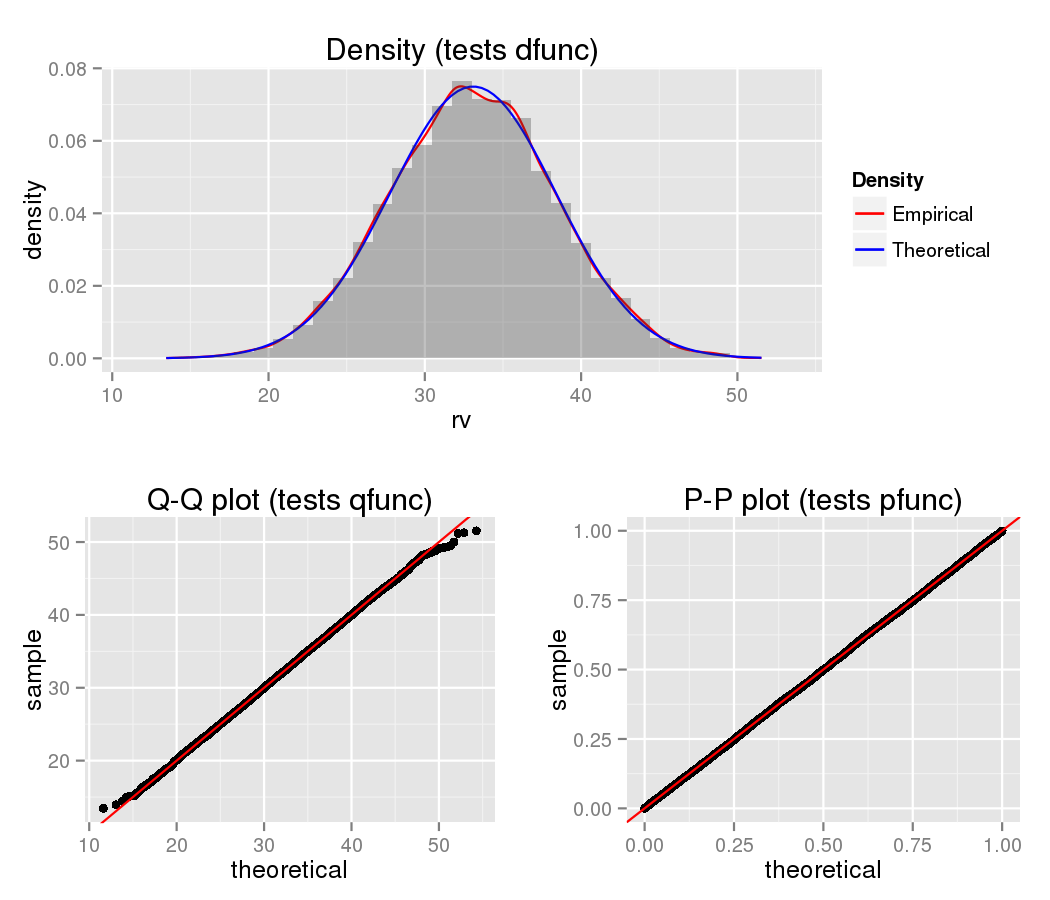 Density (tests dfunc)
0.08
0.06
0.04
0.02
0.00
density
10 20 30 40 50
rv
Density
Empirical
Theoretical
Q-Q plot (tests qfunc)
50
40
30
20
sample
10 20 30 40 50
theoretical
P-P plot (tests pfunc)
1.00
0.75
0.50
0.25
0.00
sample
0.00 0.25 0.50 0.75 1.00
theoretical